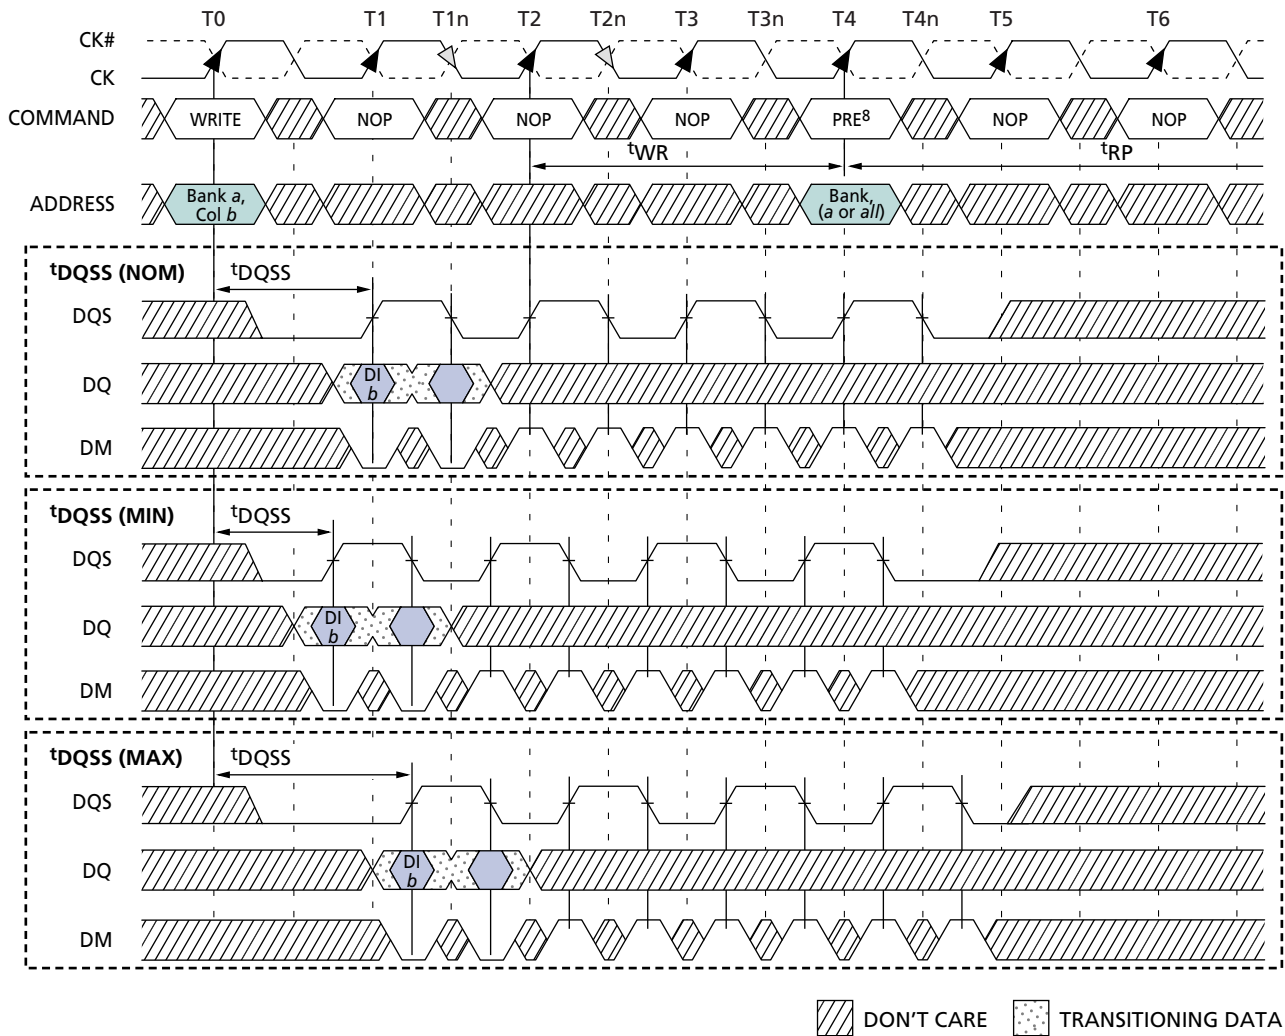 T0 T1 T1n T2 T2n T3 T3n T4 T4n T5 T6
CK#
CK
COMMAND WRITE NOP NOP NOP PRE8 NOP NOP
tWR tRP
ADDRESS Bank a, Col b Bank, (a or all)
tDQSS (NOM) tDQSS
DQS
DQ DI b
DM
tDQSS (MIN) tDQSS
DQS
DQ DI b
DM
tDQSS (MAX) tDQSS
DQS
DQ DI b
DM
DON'T CARE TRANSITIONING DATA